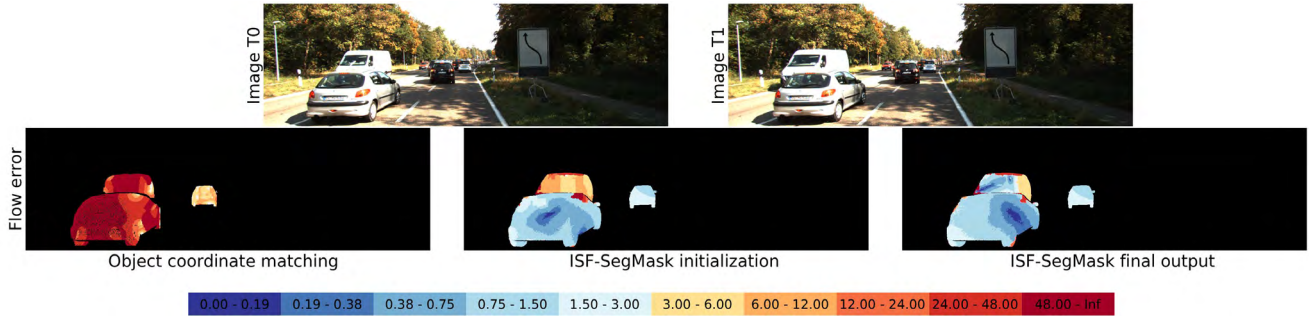 Image T0
Image T1
Flow error
Object coordinate matching
ISF-SegMask initialization
ISF-SegMask final output
0.00 - 0.19 0.19 - 0.38 0.38 - 0.75 0.75 - 1.50 1.50 - 3.00 3.00 - 6.00 6.00 - 12.00 12.00 - 24.00 24.00 - 48.00 48.00 - Inf